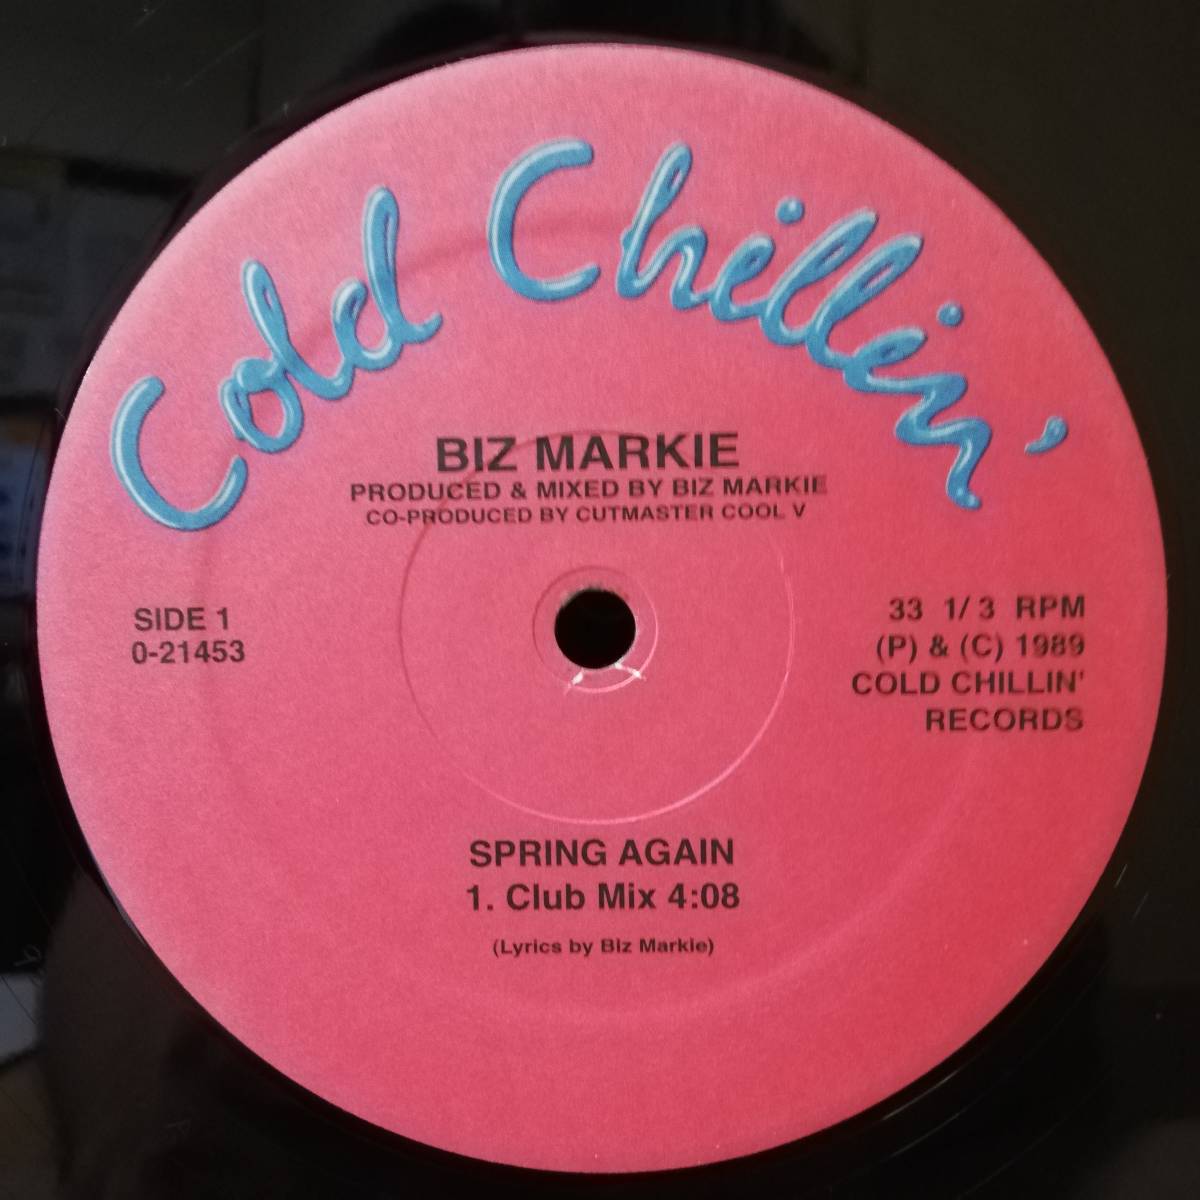 Cold Chillin'
BIZ MARKIE
PRODUCED & MIXED BY BIZ MARKIE
CO-PRODUCED BY CUTMASTER COOL V
SIDE 1
0-21453
33 1/3 RPM
(P) & (C) 1989
COLD CHILLIN'
RECORDS
SPRING AGAIN
1. Club Mix 4:08
(Lyrics by Biz Markie)